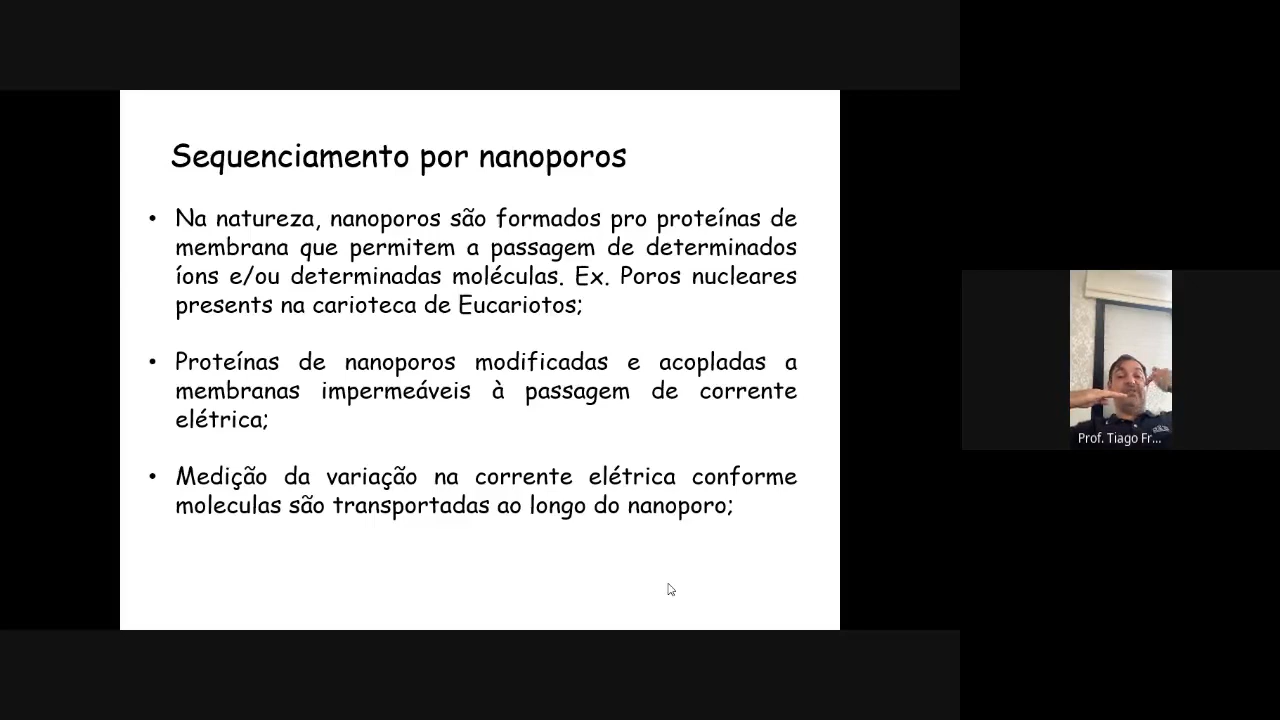 Sequenciamento por nanoporos
• Na natureza, nanoporos são formados pro proteínas de
membrana que permitem a passagem de determinados
íons e/ou determinadas moléculas. Ex. Poros nucleares
presents na carioteca de Eucariotos;
• Proteínas de nanoporos modificadas e acopladas a
membranas impermeáveis à passagem de corrente
elétrica;
• Medição da variação na corrente elétrica conforme
moleculas são transportadas ao longo do nanoporo;
Prof. Tiago Fr...